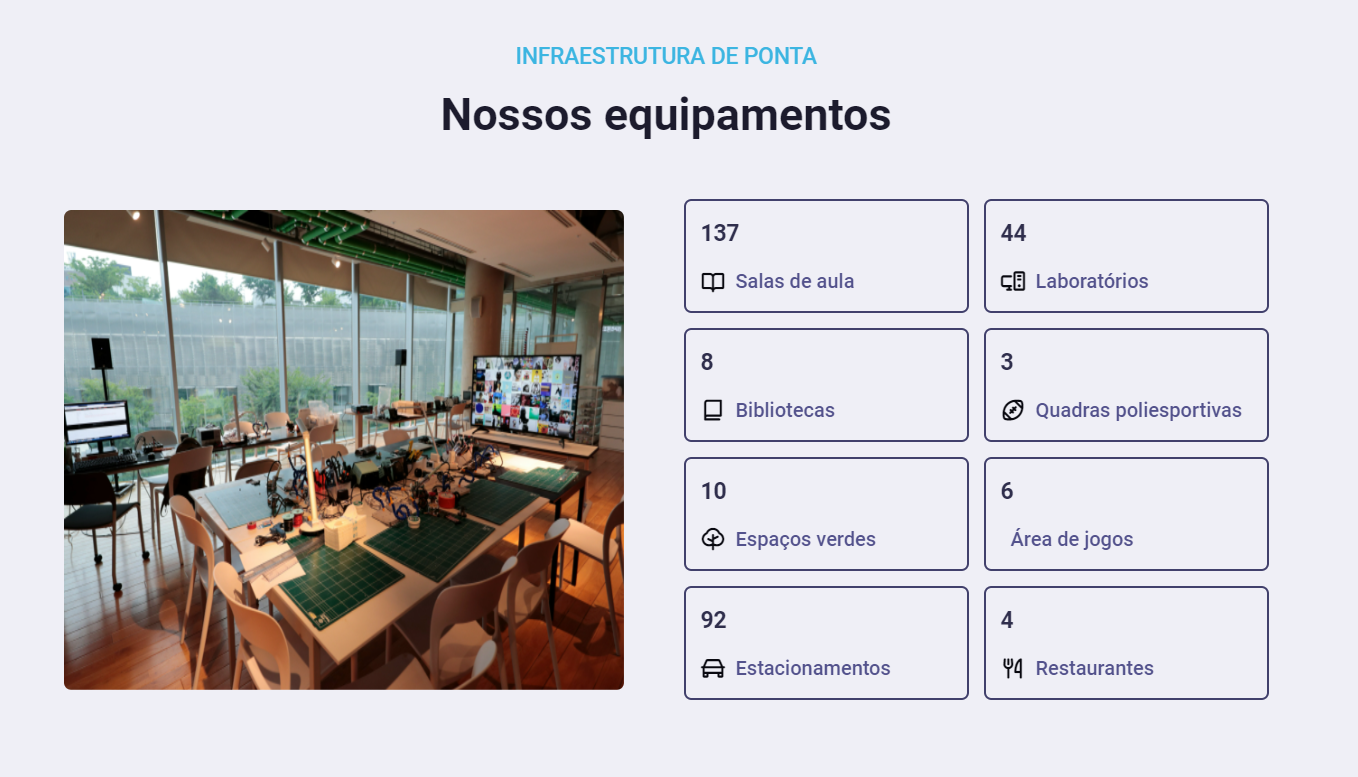 INFRAESTRUTURA DE PONTA
Nossos equipamentos
137
Salas de aula
44
Laboratórios
8
Bibliotecas
3
Quadras poliesportivas
10
Espaços verdes
6
Área de jogos
92
Estacionamentos
4
Restaurantes